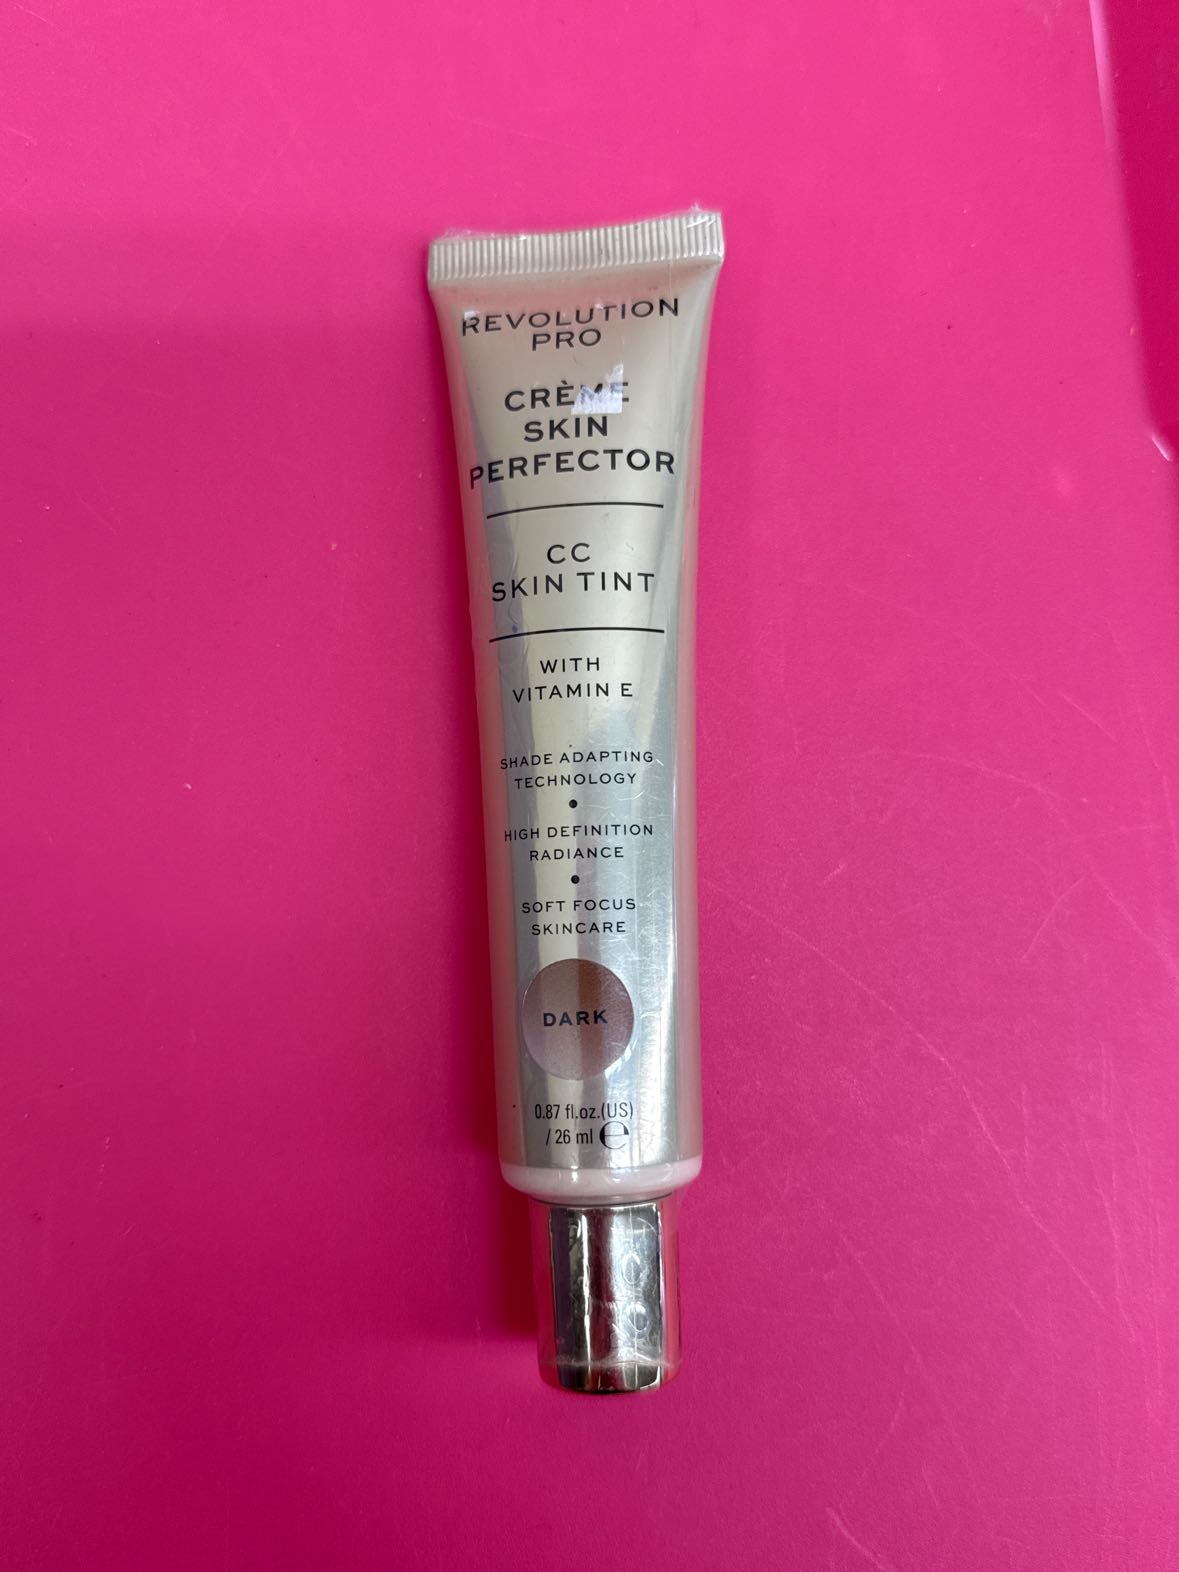 REVOLUTION
PRO
CRÈME
SKIN
PERFECTOR
CC
SKIN TINT
WITH
VITAMIN E
SHADE ADAPTING
TECHNOLOGY
•
HIGH DEFINITION
RADIANCE
•
SOFT FOCUS
SKINCARE
DARK
0.87 fl.oz.(US)
/ 26 ml ℮